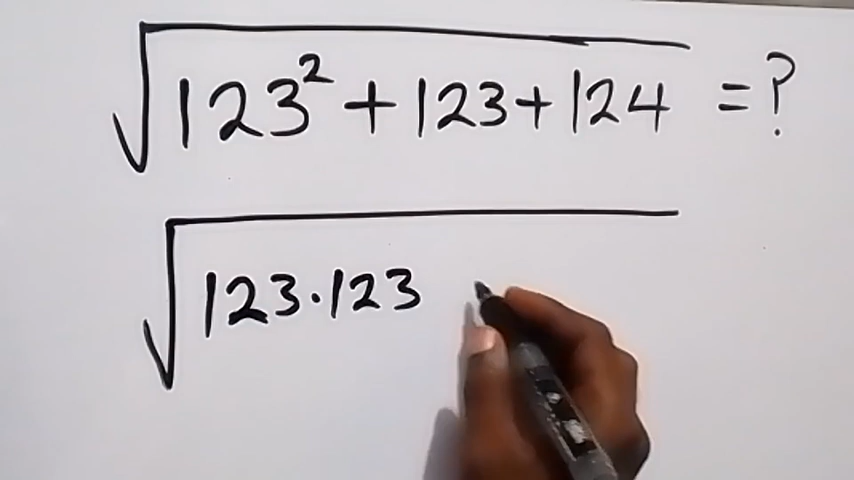 √(123² + 123 + 124) = ?
√(123·123